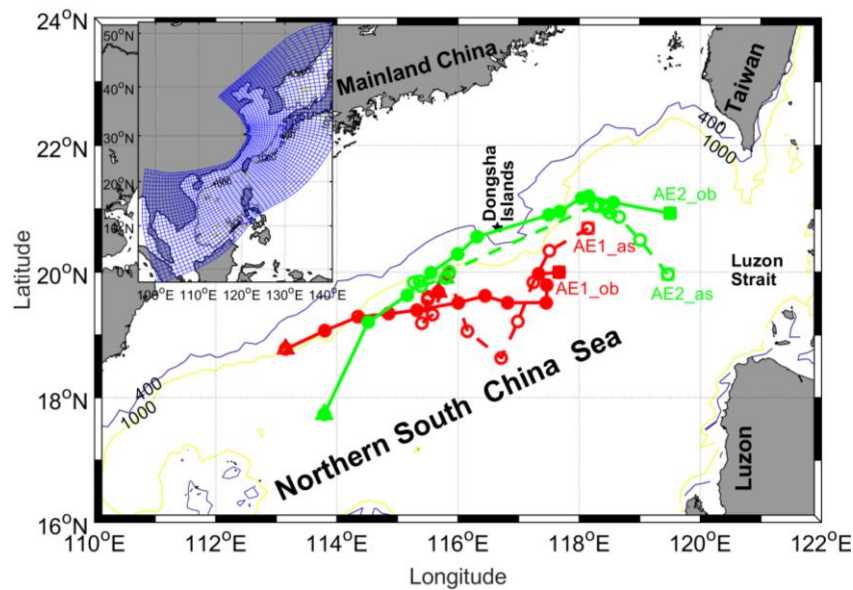 24°N
22°N
20°N
18°N
16°N
110°N
112°N
114°N
116°N
118°N
120°N
122°N
Latitude
Longitude
50°N
40°N
30°N
20°N
10°N
0°N
100°N
110°N
120°N
130°N
140°N
1000
Mainland China
Taiwan
400
1000
Dongsha
Islands
AE2_ob
AE1_as
AE1_ob
AE2_as
Luzon
Strait
400
1000
Northern South China Sea
Luzon